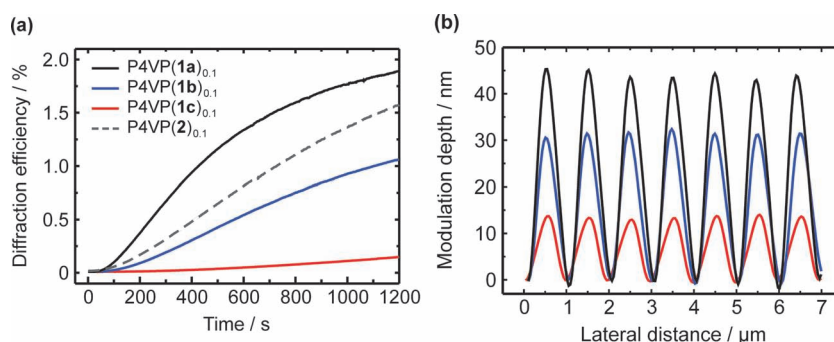 (a)
2.0
1.5
1.0
0.5
0
Diffraction efficiency / %
P4VP(1a)0.1
P4VP(1b)0.1
P4VP(1c)0.1
P4VP(2)0.1
0 200 400 600 800 1000 1200
Time / s
(b)
50
40
30
20
10
0
Modulation depth / nm
0 1 2 3 4 5 6 7
Lateral distance / µm